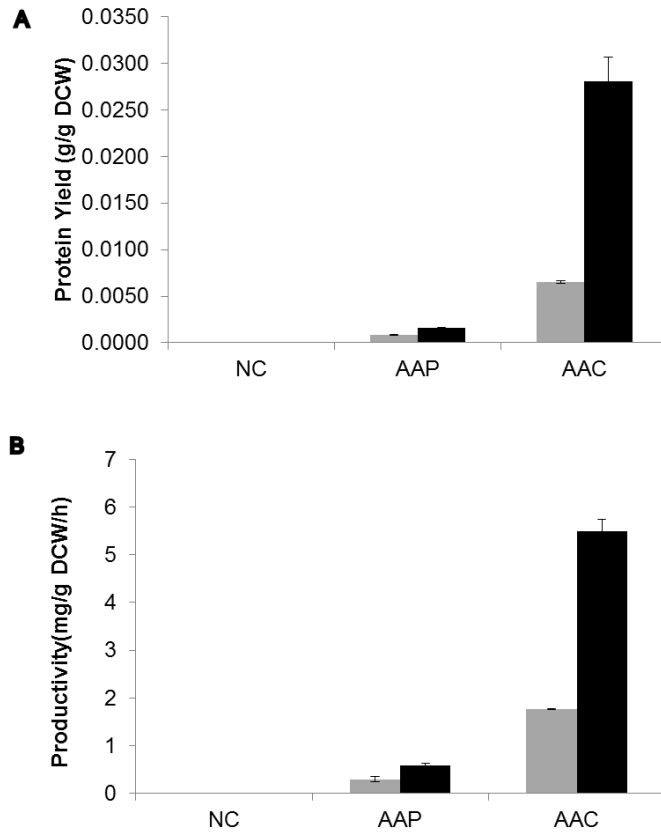 A
Protein Yield (g/g DCW)
0.0350
0.0300
0.0250
0.0200
0.0150
0.0100
0.0050
0.0000
NC AAP AAC
B
Productivity(mg/g DCW/h)
7
6
5
4
3
2
1
0
NC AAP AAC